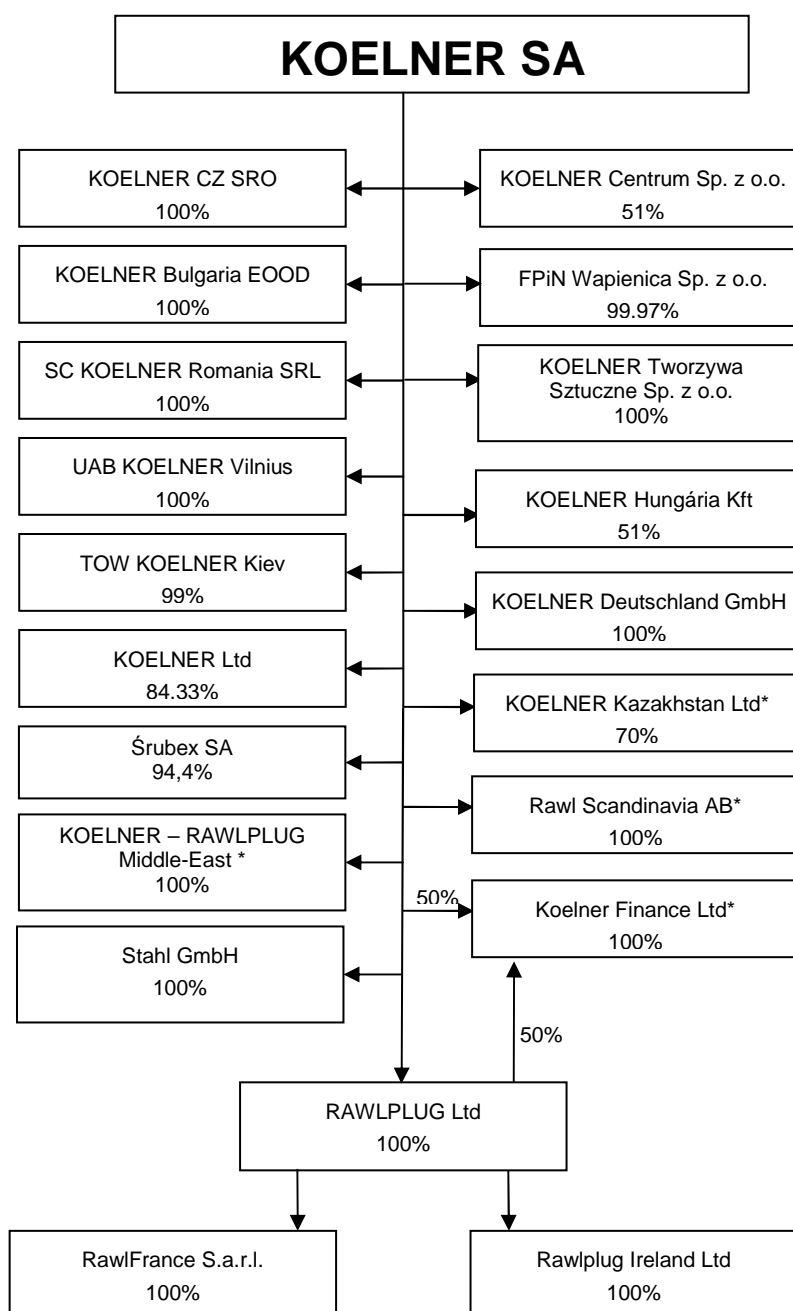 KOELNER SA
KOELNER CZ SRO
100%
KOELNER Centrum Sp. z o.o.
51%
KOELNER Bulgaria EOOD
100%
FPiN Wapienica Sp. z o.o.
99.97%
SC KOELNER Romania SRL
100%
KOELNER Tworzywa
Sztuczne Sp. z o.o.
100%
UAB KOELNER Vilnius
100%
KOELNER Hungária Kft
51%
TOW KOELNER Kiev
99%
KOELNER Deutschland GmbH
100%
KOELNER Ltd
84.33%
KOELNER Kazakhstan Ltd*
70%
Śrubex SA
94,4%
Rawl Scandinavia AB*
100%
KOELNER – RAWLPLUG
Middle-East *
100%
50%
Koelner Finance Ltd*
100%
Stahl GmbH
100%
50%
RAWLPLUG Ltd
100%
RawlFrance S.a.r.l.
100%
Rawlplug Ireland Ltd
100%